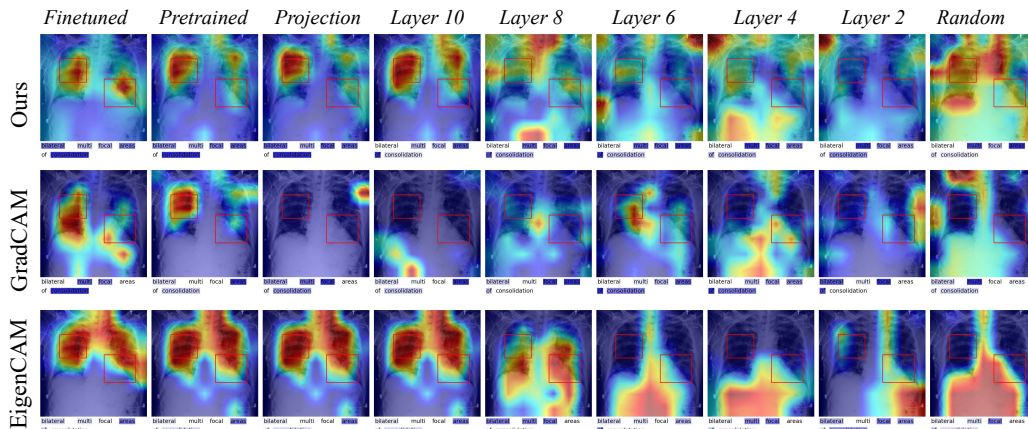 Finetuned Pretrained Projection Layer 10 Layer 8 Layer 6 Layer 4 Layer 2 Random
Ours
bilateral multi focal areas bilateral multi focal areas bilateral multi focal areas bilateral multi focal areas bilateral multi focal areas bilateral multi focal areas bilateral multi focal areas bilateral multi focal areas bilateral multi focal areas
of consolidation of consolidation of consolidation of consolidation of consolidation of consolidation of consolidation of consolidation of consolidation
GradCAM
bilateral multi focal areas bilateral multi focal areas bilateral multi focal areas bilateral multi focal areas bilateral multi focal areas bilateral multi focal areas bilateral multi focal areas bilateral multi focal areas bilateral multi focal areas
of consolidation of consolidation of consolidation of consolidation of consolidation of consolidation of consolidation of consolidation of consolidation
EigenCAM
bilateral multi focal areas bilateral multi focal areas bilateral multi focal areas bilateral multi focal areas bilateral multi focal areas bilateral multi focal areas bilateral multi focal areas bilateral multi focal areas bilateral multi focal areas